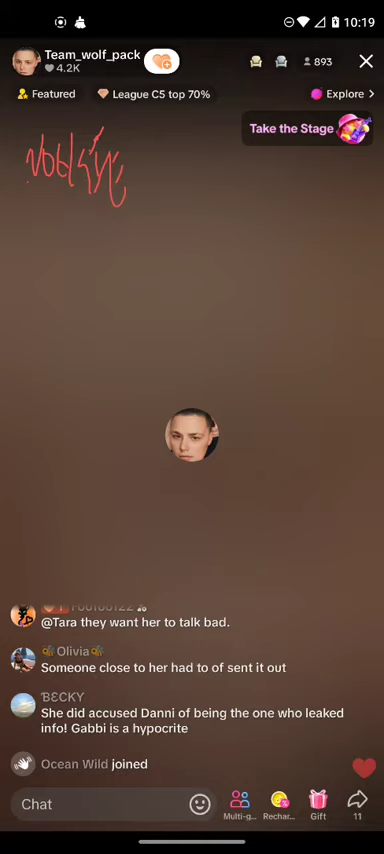 10:19
Team_wolf_pack
4.2K
893
Featured
League C5 top 70%
Explore >
Take the Stage
@Tara they want her to talk bad.
🐝Olivia🐝
Someone close to her had to of sent it out
ƁƐCKY
She did accused Danni of being the one who leaked
info! Gabbi is a hypocrite
Ocean Wild joined
Chat
Multi-g...
Rechar...
Gift
11